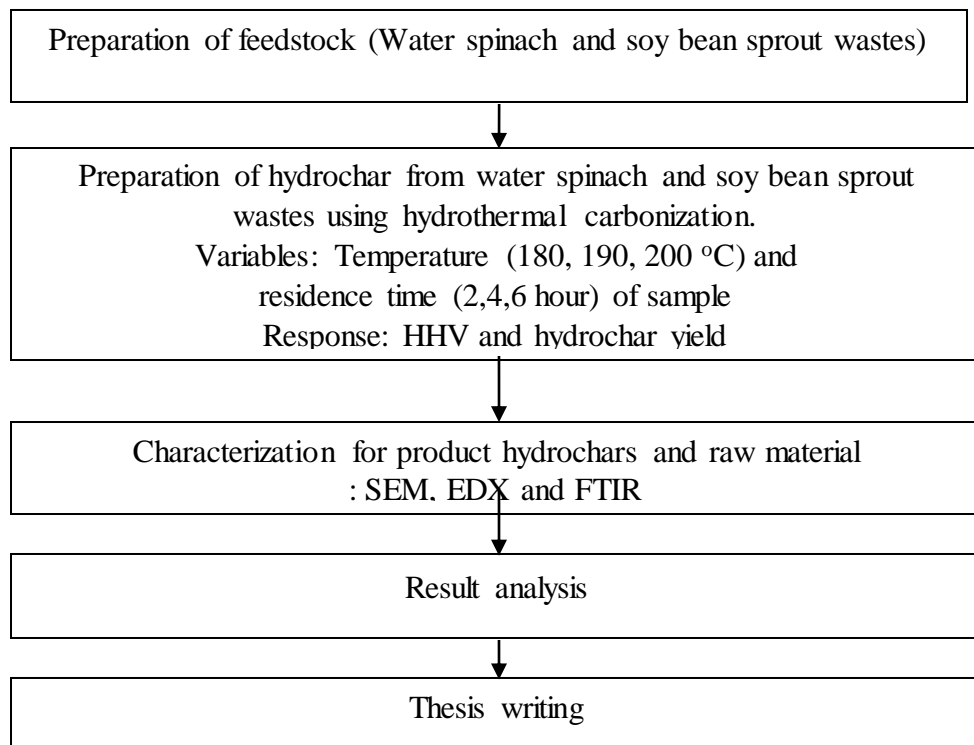 Preparation of feedstock (Water spinach and soy bean sprout wastes)
Preparation of hydrochar from water spinach and soy bean sprout
wastes using hydrothermal carbonization.
Variables: Temperature (180, 190, 200 ᵒC) and
residence time (2,4,6 hour) of sample
Response: HHV and hydrochar yield
Characterization for product hydrochars and raw material
: SEM, EDX and FTIR
Result analysis
Thesis writing